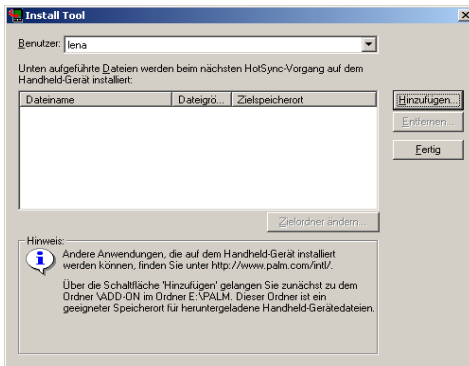 Install Tool
Benutzer: lena
Unten aufgeführte Dateien werden beim nächsten HotSync-Vorgang auf dem
Handheld-Gerät installiert:
Dateiname Dateigrö... Zielspeicherort
Hinzufügen...
Entfernen...
Fertig
Zielordner ändern...
Hinweis:
Andere Anwendungen, die auf dem Handheld-Gerät installiert
werden können, finden Sie unter http://www.palm.com/intl/.
Über die Schaltfläche 'Hinzufügen' gelangen Sie zunächst zu dem
Ordner \ADD-ON im Ordner E:\PALM. Dieser Ordner ist ein
geeigneter Speicherort für heruntergeladene Handheld-Gerätedateien.